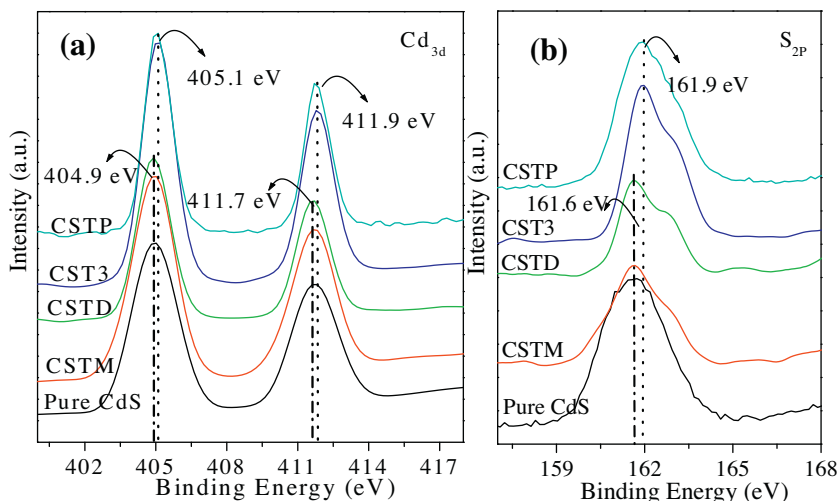 (a)
Cd3d
405.1 eV
411.9 eV
404.9 eV
411.7 eV
CSTP
CST3
CSTD
CSTM
Pure CdS
Intensity (a.u.)
402 405 408 411 414 417
Binding Energy (eV)
(b)
S2P
161.9 eV
161.6 eV
CSTP
CST3
CSTD
CSTM
Pure CdS
Intensity (a.u.)
159 162 165 168
Binding Energy (eV)